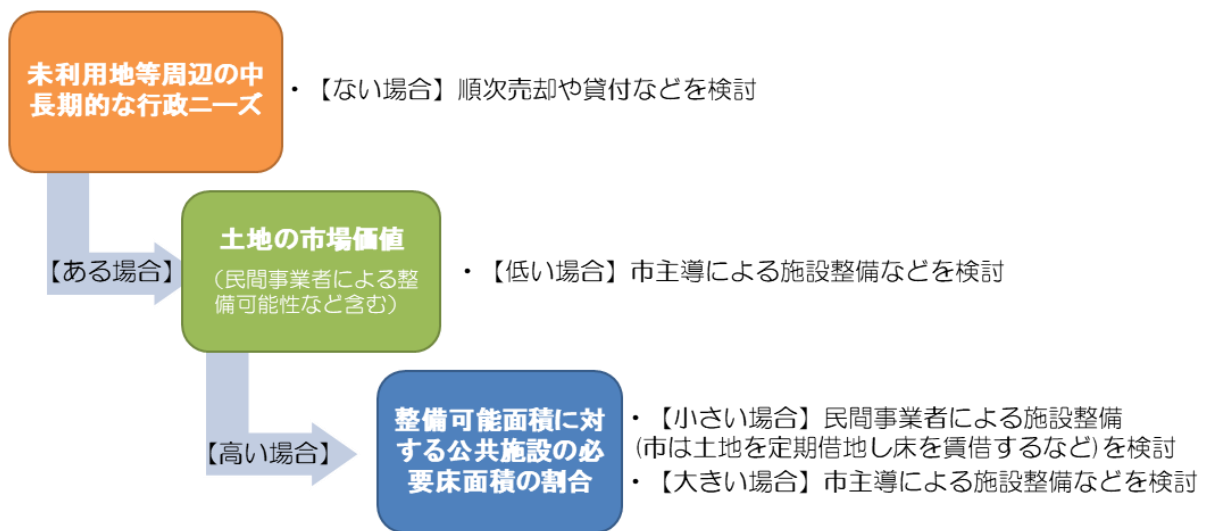 未利用地等周辺の中
長期的な行政ニーズ
・【ない場合】順次売却や貸付などを検討
【ある場合】
土地の市場価値
(民間事業者による整
備可能性など含む)
・【低い場合】市主導による施設整備などを検討
【高い場合】
整備可能面積に対
する公共施設の必
要床面積の割合
・【小さい場合】民間事業者による施設整備
(市は土地を定期借地し床を賃借するなど)を検討
・【大きい場合】市主導による施設整備などを検討